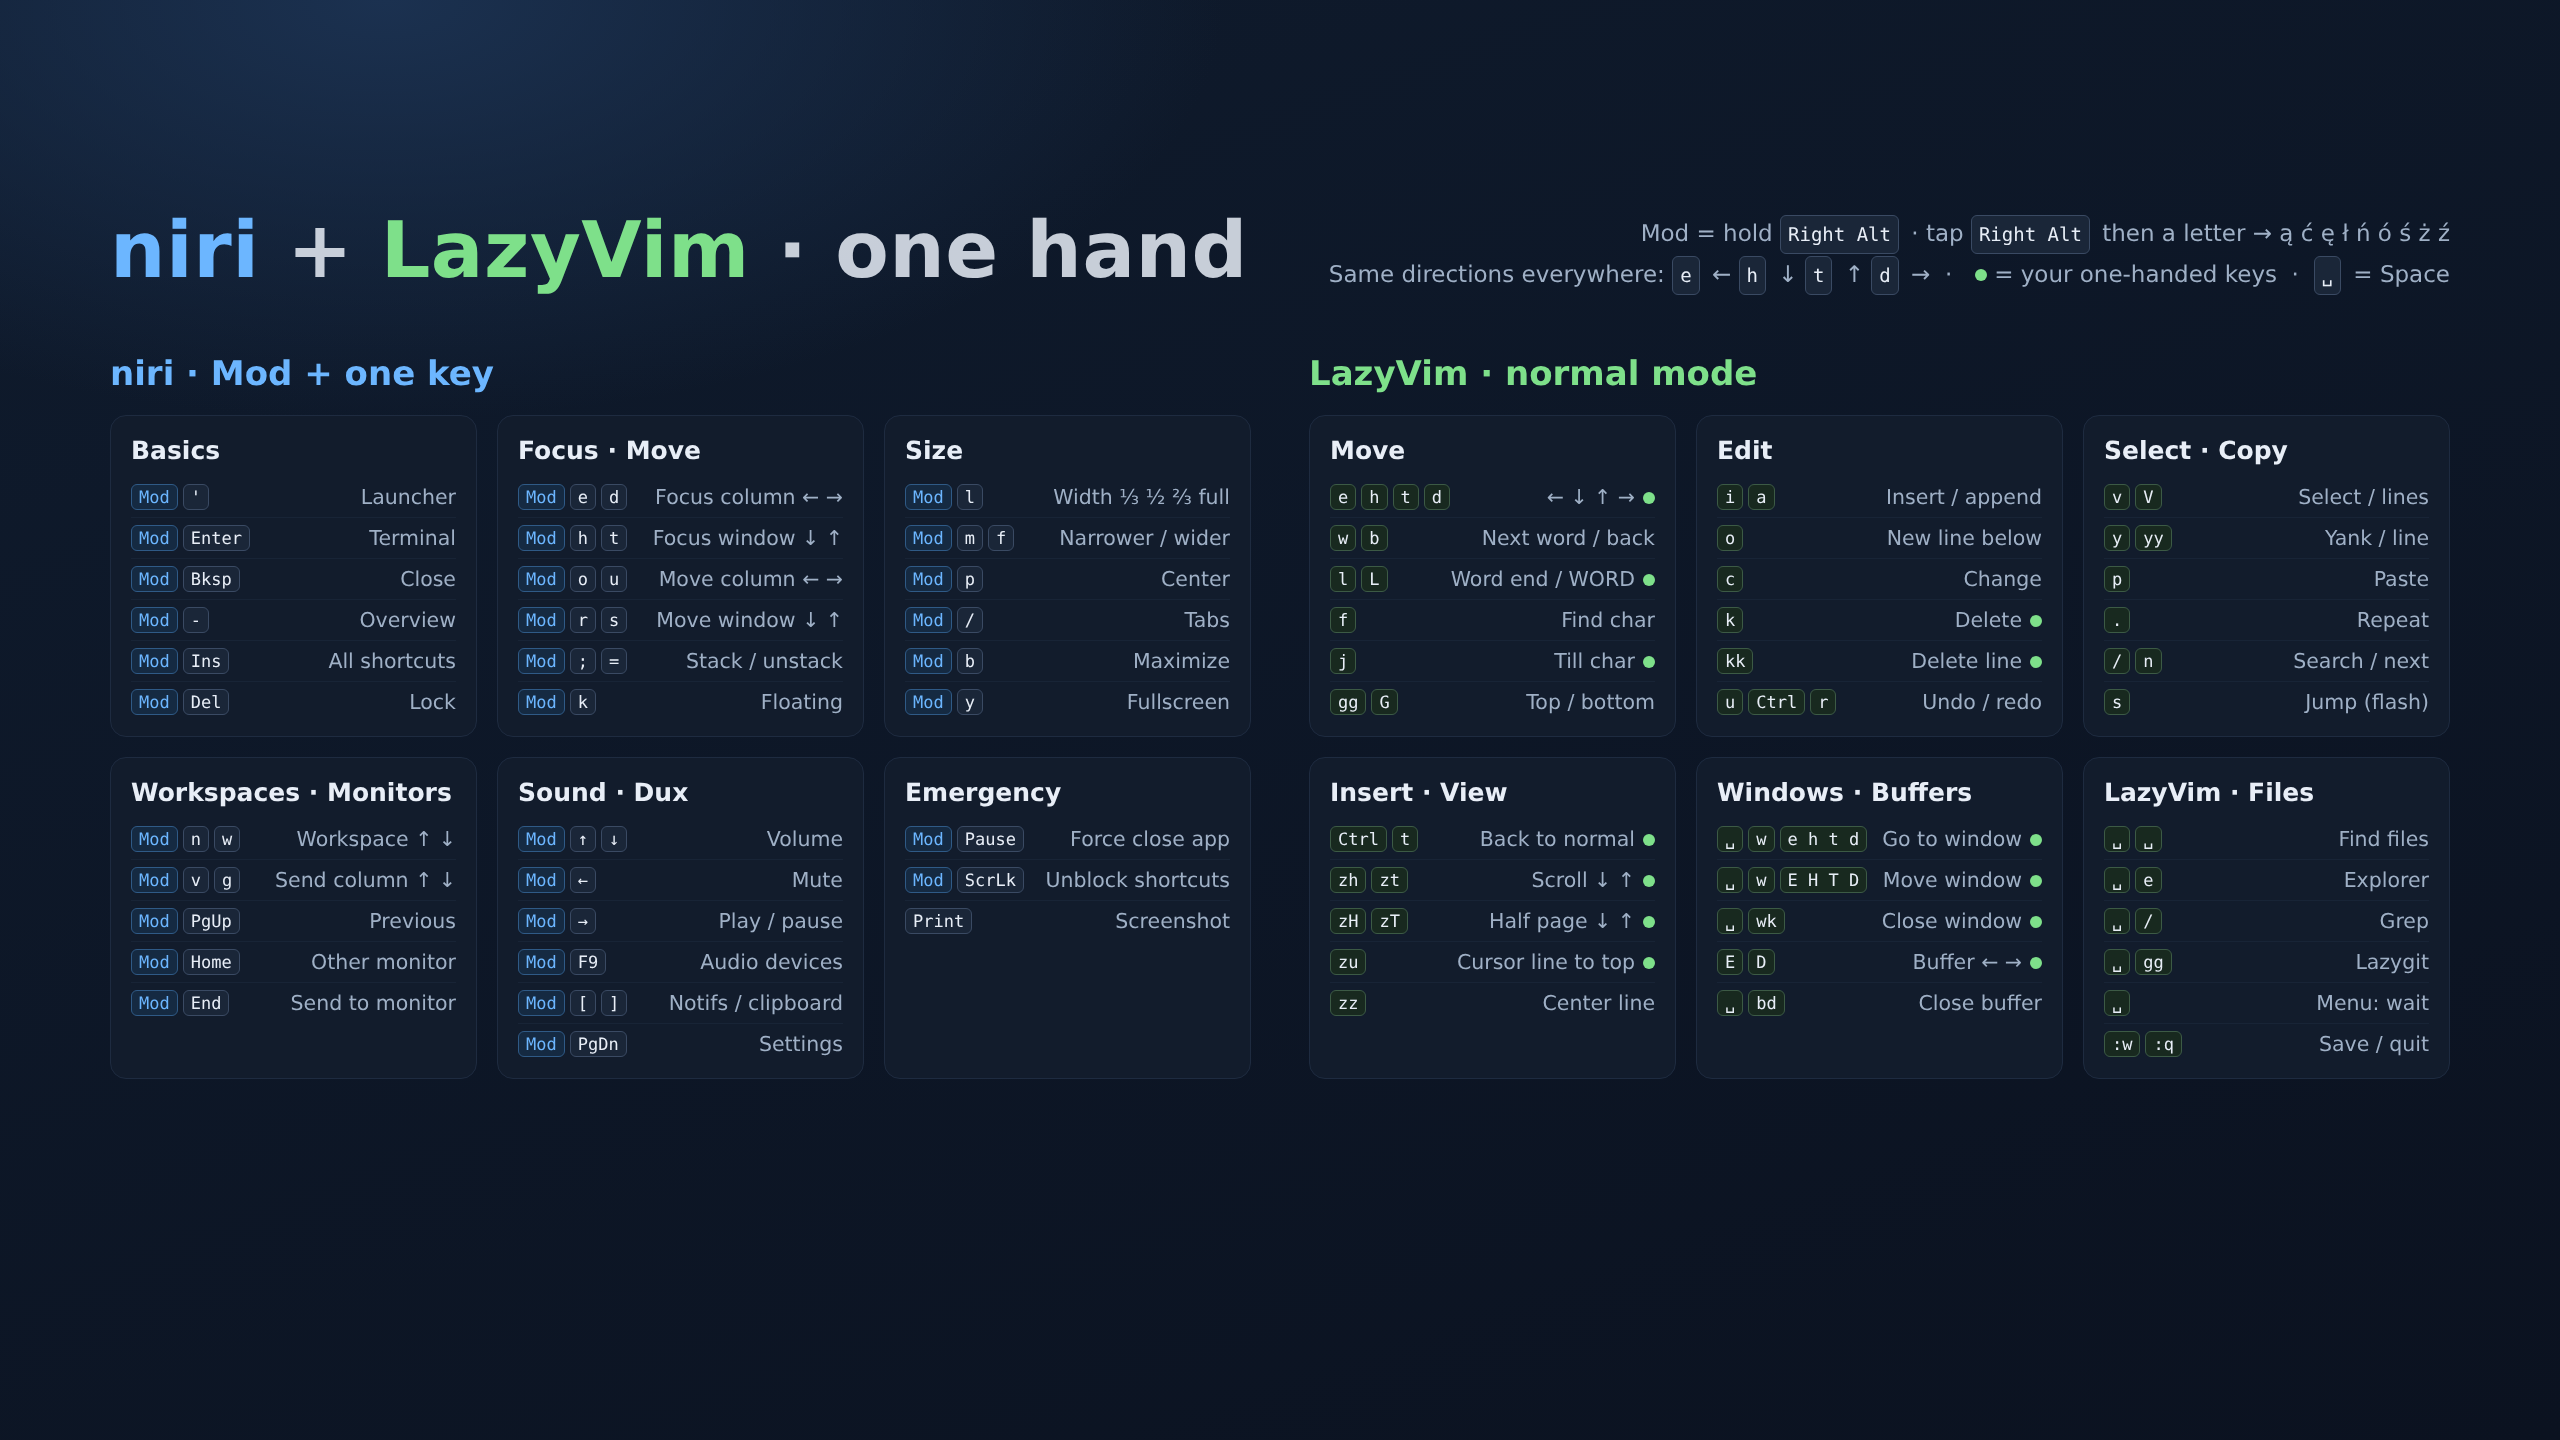 niri + LazyVim · one hand
Mod = hold Right Alt · tap Right Alt then a letter → ą ć ę ł ń ó ś ż ź
Same directions everywhere: e ← h ↓ t ↑ d → · ● = your one-handed keys · ␣ = Space
niri · Mod + one key
Basics
Mod ' Launcher
Mod Enter Terminal
Mod Bksp Close
Mod - Overview
Mod Ins All shortcuts
Mod Del Lock
Focus · Move
Mod e d Focus column ← →
Mod h t Focus window ↓ ↑
Mod o u Move column ← →
Mod r s Move window ↓ ↑
Mod ; = Stack / unstack
Mod k Floating
Size
Mod l Width ⅓ ½ ⅔ full
Mod m f Narrower / wider
Mod p Center
Mod / Tabs
Mod b Maximize
Mod y Fullscreen
Workspaces · Monitors
Mod n w Workspace ↑ ↓
Mod v g Send column ↑ ↓
Mod PgUp Previous
Mod Home Other monitor
Mod End Send to monitor
Sound · Dux
Mod ↑ ↓ Volume
Mod ← Mute
Mod → Play / pause
Mod F9 Audio devices
Mod [ ] Notifs / clipboard
Mod PgDn Settings
Emergency
Mod Pause Force close app
Mod ScrLk Unblock shortcuts
Print Screenshot
LazyVim · normal mode
Move
e h t d ← ↓ ↑ → ●
w b Next word / back
l L Word end / WORD ●
f Find char
j Till char ●
gg G Top / bottom
Edit
i a Insert / append
o New line below
c Change
k Delete ●
kk Delete line ●
u Ctrl r Undo / redo
Select · Copy
v V Select / lines
y yy Yank / line
p Paste
. Repeat
/ n Search / next
s Jump (flash)
Insert · View
Ctrl t Back to normal ●
zh zt Scroll ↓ ↑ ●
zH zT Half page ↓ ↑ ●
zu Cursor line to top ●
zz Center line
Windows · Buffers
␣ w e h t d Go to window ●
␣ w E H T D Move window ●
␣ wk Close window ●
E D Buffer ← → ●
␣ bd Close buffer
LazyVim · Files
␣ ␣ Find files
␣ e Explorer
␣ / Grep
␣ gg Lazygit
␣ Menu: wait
:w :q Save / quit